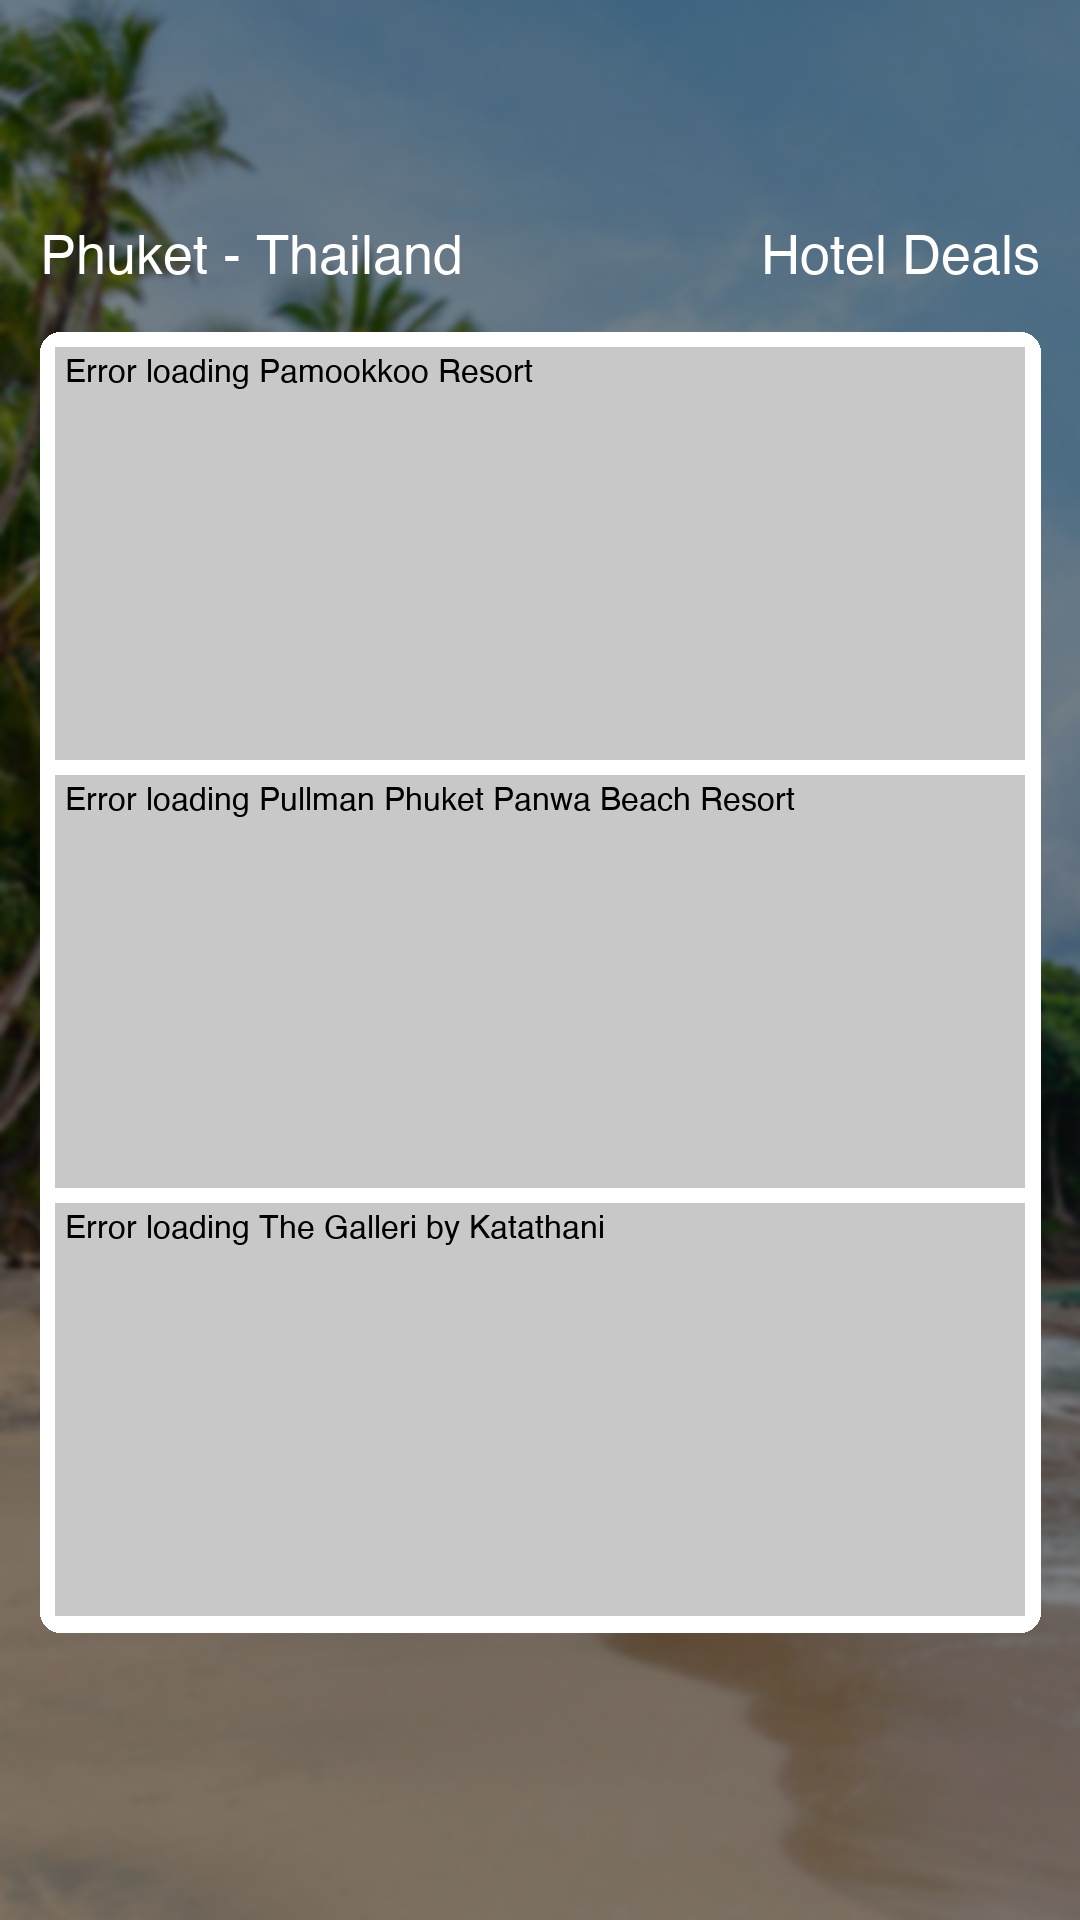 Phuket - Thailand
Hotel Deals
Error loading Pamookkoo Resort
Error loading Pullman Phuket Panwa Beach Resort
Error loading The Galleri by Katathani